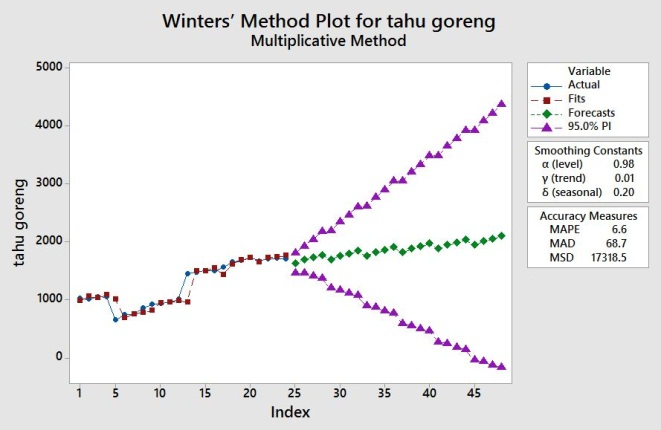 Winters’ Method Plot for tahu goreng
Multiplicative Method
tahu goreng
5000
4000
3000
2000
1000
0
1 5 10 15 20 25 30 35 40 45
Index
Variable
Actual
Fits
Forecasts
95.0% PI
Smoothing Constants
α (level) 0.98
γ (trend) 0.01
δ (seasonal) 0.20
Accuracy Measures
MAPE 6.6
MAD 68.7
MSD 17318.5